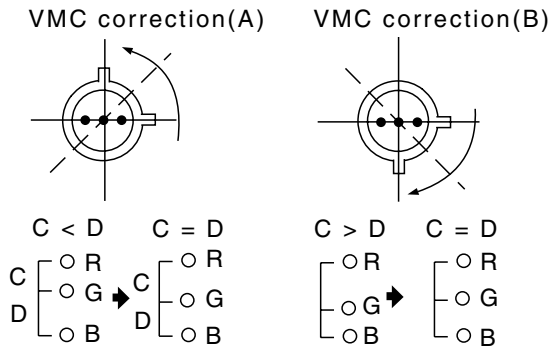 VMC correction(A)
VMC correction(B)
C < D
C = D
C > D
C = D
C
D
R
G
B
C
D
R
G
B
R
G
B
R
G
B